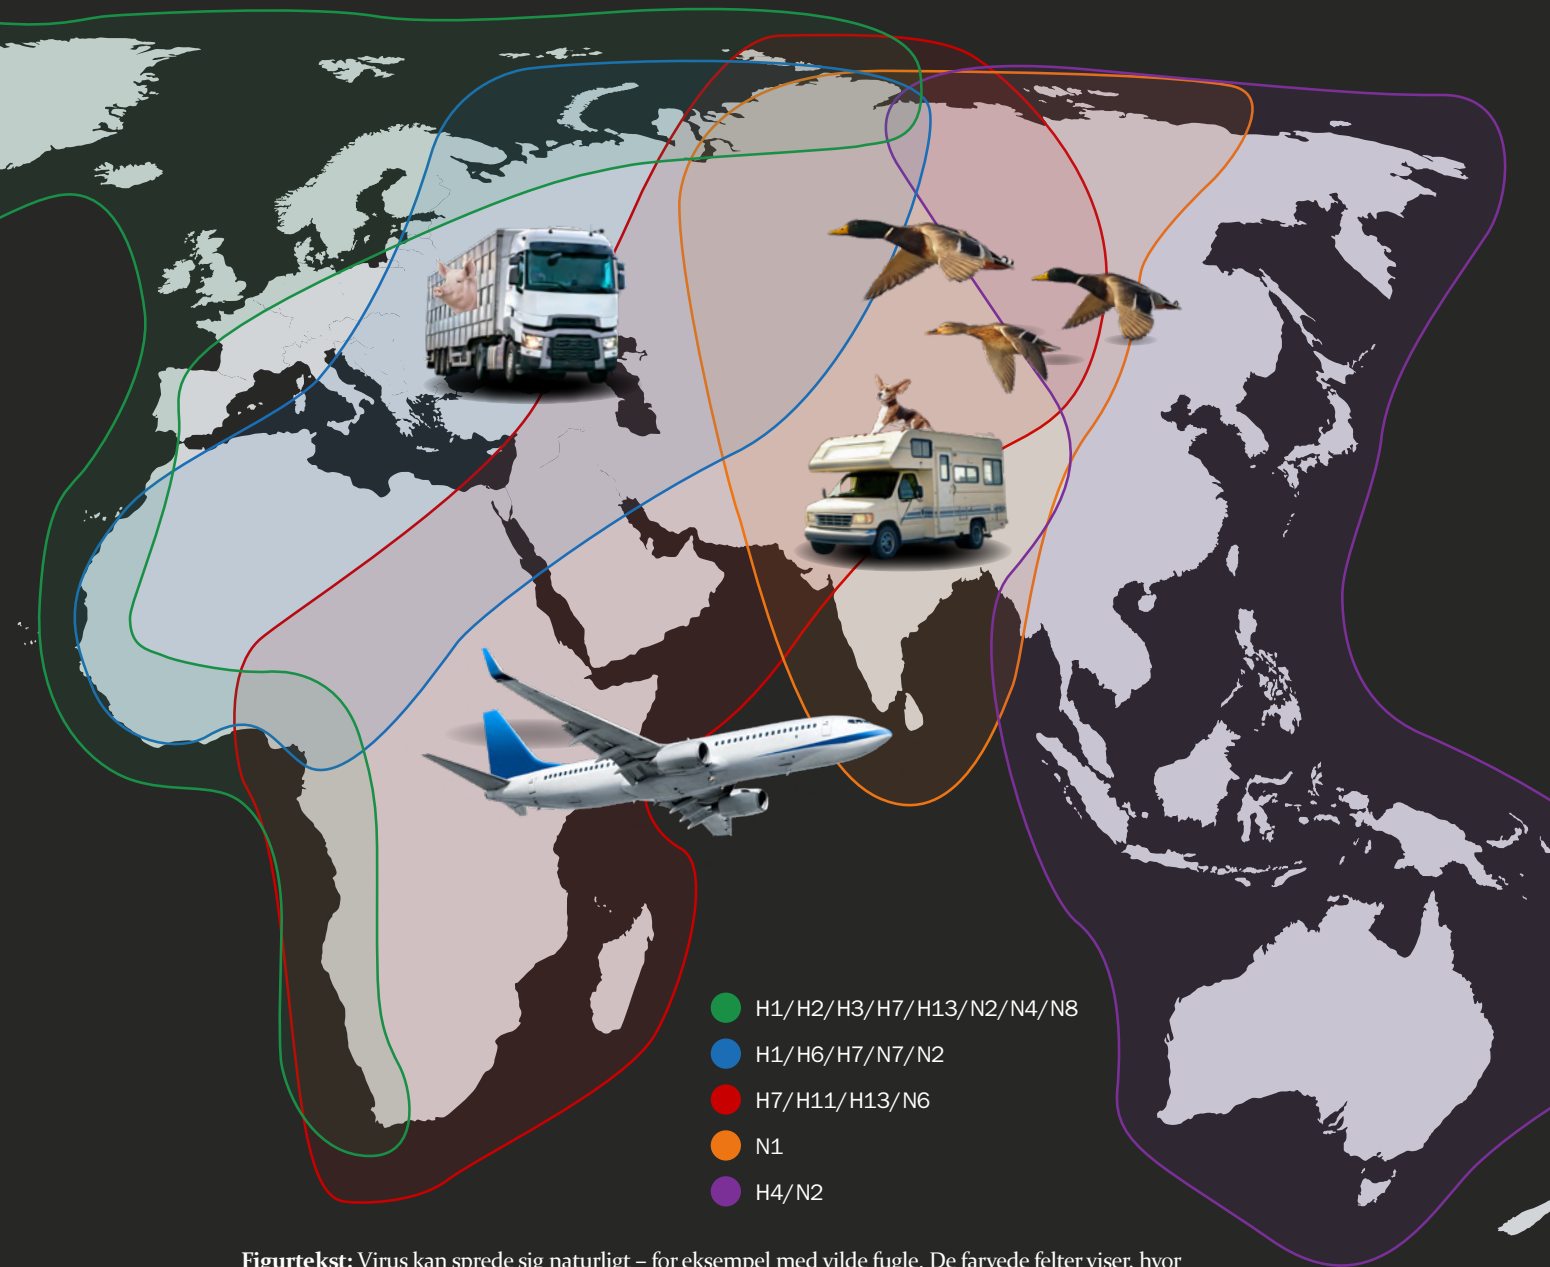 H1/H2/H3/H7/H13/N2/N4/N8
H1/H6/H7/N7/N2
H7/H11/H13/N6
N1
H4/N2
Figurtekst: Virus kan sprede sig naturligt – for eksempel med vilde fugle. De farvede felter viser, hvor